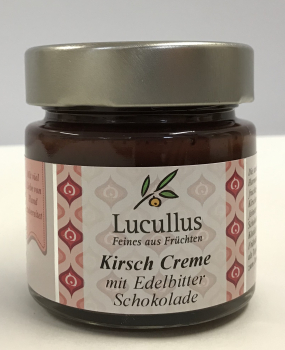 Lucullus
Feines aus Früchten
Kirsch Creme
mit Edelbitter
Schokolade